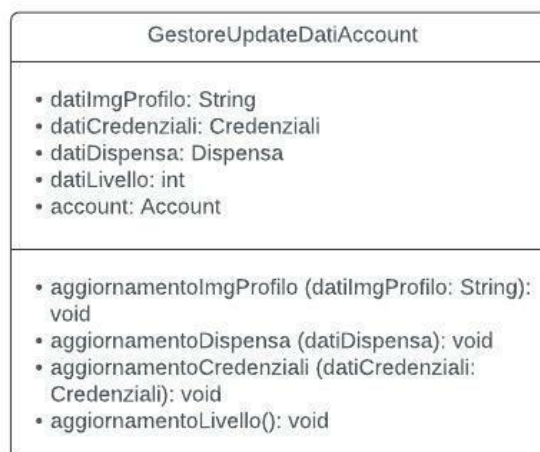 GestoreUpdateDatiAccount
• datiImgProfilo: String
• datiCredenziali: Credenziali
• datiDispensa: Dispensa
• datiLivello: int
• account: Account
• aggiornamentoImgProfilo (datiImgProfilo: String):
void
• aggiornamentoDispensa (datiDispensa): void
• aggiornamentoCredenziali (datiCredenziali:
Credenziali): void
• aggiornamentoLivello(): void